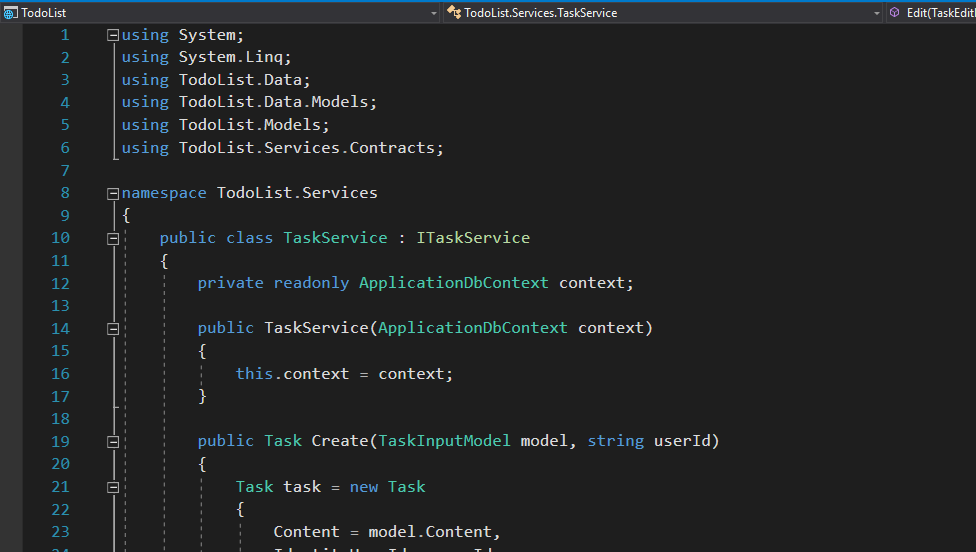 TodoList TodoList.Services.TaskService Edit(TaskEditI
1 using System;
2 using System.Linq;
3 using TodoList.Data;
4 using TodoList.Data.Models;
5 using TodoList.Models;
6 using TodoList.Services.Contracts;
7
8 namespace TodoList.Services
9 {
10 public class TaskService : ITaskService
11 {
12 private readonly ApplicationDbContext context;
13
14 public TaskService(ApplicationDbContext context)
15 {
16 this.context = context;
17 }
18
19 public Task Create(TaskInputModel model, string userId)
20 {
21 Task task = new Task
22 {
23 Content = model.Content,